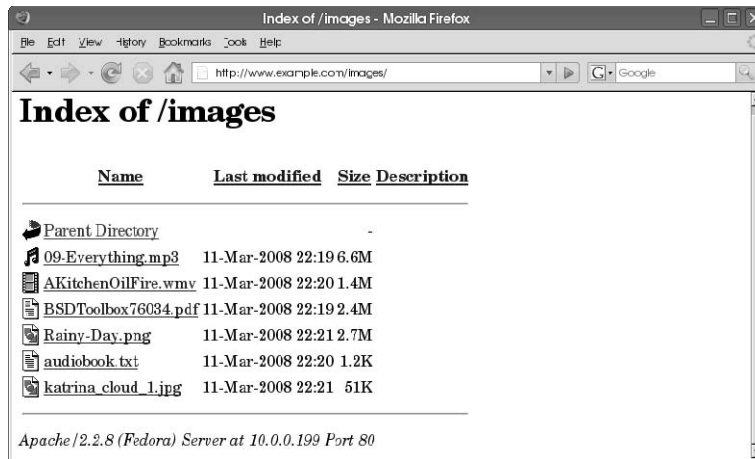 Index of /images - Mozilla Firefox
File Edit View History Bookmarks Tools Help
http://www.example.com/images/ G Google
Index of /images
Name Last modified Size Description
Parent Directory -
09-Everything.mp3 11-Mar-2008 22:19 6.6M
AKitchenOilFire.wmv 11-Mar-2008 22:20 1.4M
BSDToolbox76034.pdf 11-Mar-2008 22:19 2.4M
Rainy-Day.png 11-Mar-2008 22:21 2.7M
audiobook.txt 11-Mar-2008 22:20 1.2K
katrina_cloud_1.jpg 11-Mar-2008 22:21 51K
Apache/2.2.8 (Fedora) Server at 10.0.0.199 Port 80